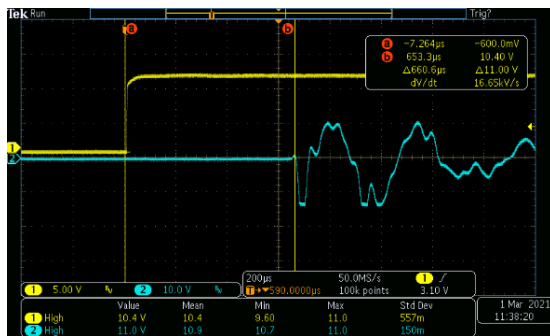 Tek Run Trig?
a b
a -7.264µs -600.0mV
b 653.3µs 10.40 V
Δ660.6µs Δ11.00 V
dV/dt 16.65kV/s
1
2
200µs 50.0MS/s 1
1 5.00 V 2 10.0 V T→▼590.0000µs 100k points 3.10 V
Value Mean Min Max Std Dev
1 High 10.4 V 10.4 9.60 11.0 557m
2 High 11.0 V 10.9 10.7 11.0 150m
1 Mar 2021
11:38:20